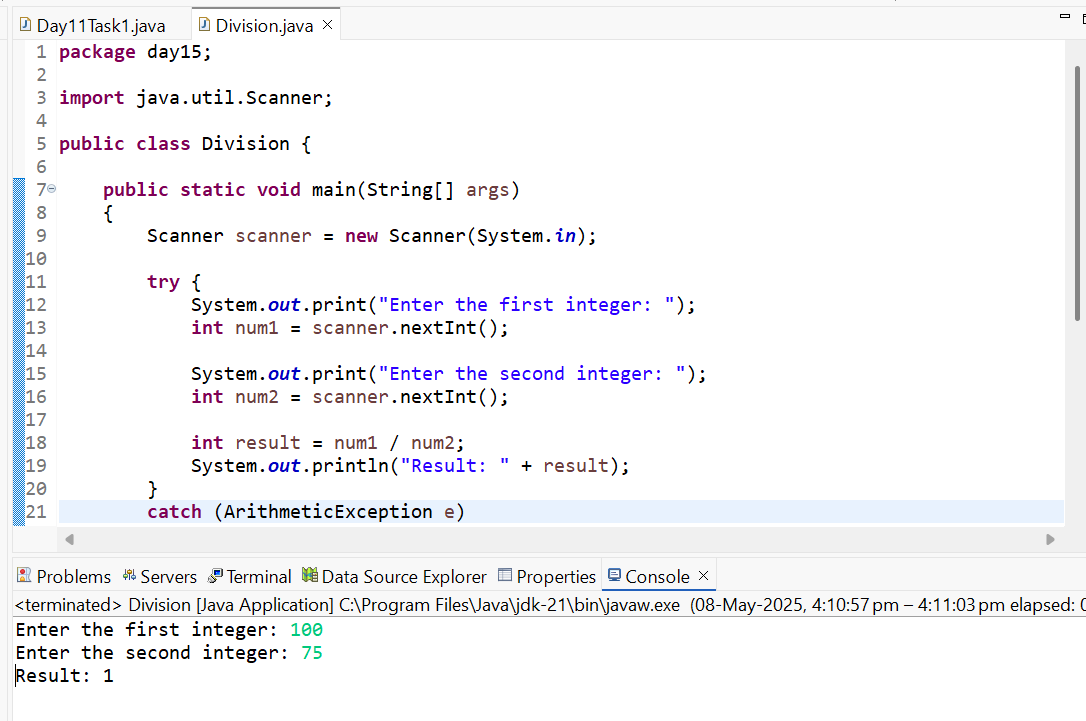 Day11Task1.java Division.java
1 package day15;
2
3 import java.util.Scanner;
4
5 public class Division {
6
7 public static void main(String[] args)
8 {
9 Scanner scanner = new Scanner(System.in);
10
11 try {
12 System.out.print("Enter the first integer: ");
13 int num1 = scanner.nextInt();
14
15 System.out.print("Enter the second integer: ");
16 int num2 = scanner.nextInt();
17
18 int result = num1 / num2;
19 System.out.println("Result: " + result);
20 }
21 catch (ArithmeticException e)
Problems Servers Terminal Data Source Explorer Properties Console
<terminated> Division [Java Application] C:\Program Files\Java\jdk-21\bin\javaw.exe (08-May-2025, 4:10:57 pm – 4:11:03 pm elapsed:
Enter the first integer: 100
Enter the second integer: 75
Result: 1